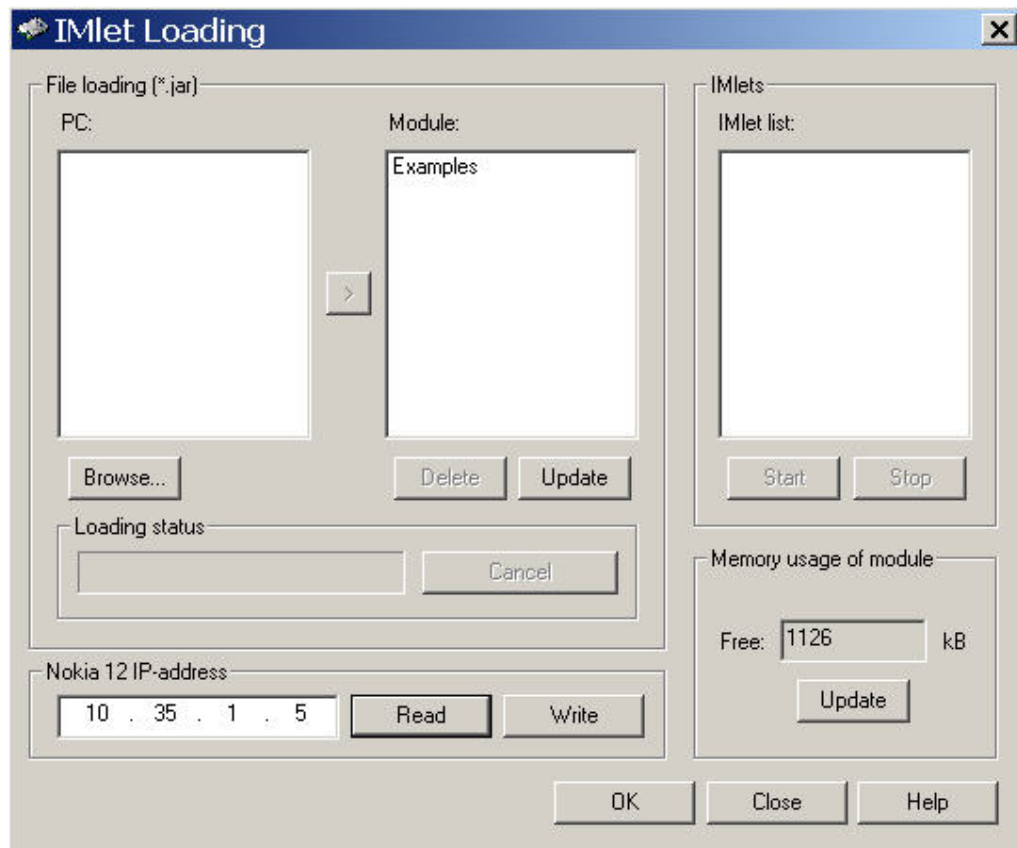 IMlet Loading
File loading (*.jar)
PC:
Module:
Examples
>
Browse...
Delete
Update
Loading status
Cancel
Nokia 12 IP-address
10 . 35 . 1 . 5
Read
Write
IMlets
IMlet list:
Start
Stop
Memory usage of module
Free: 1126 kB
Update
OK
Close
Help